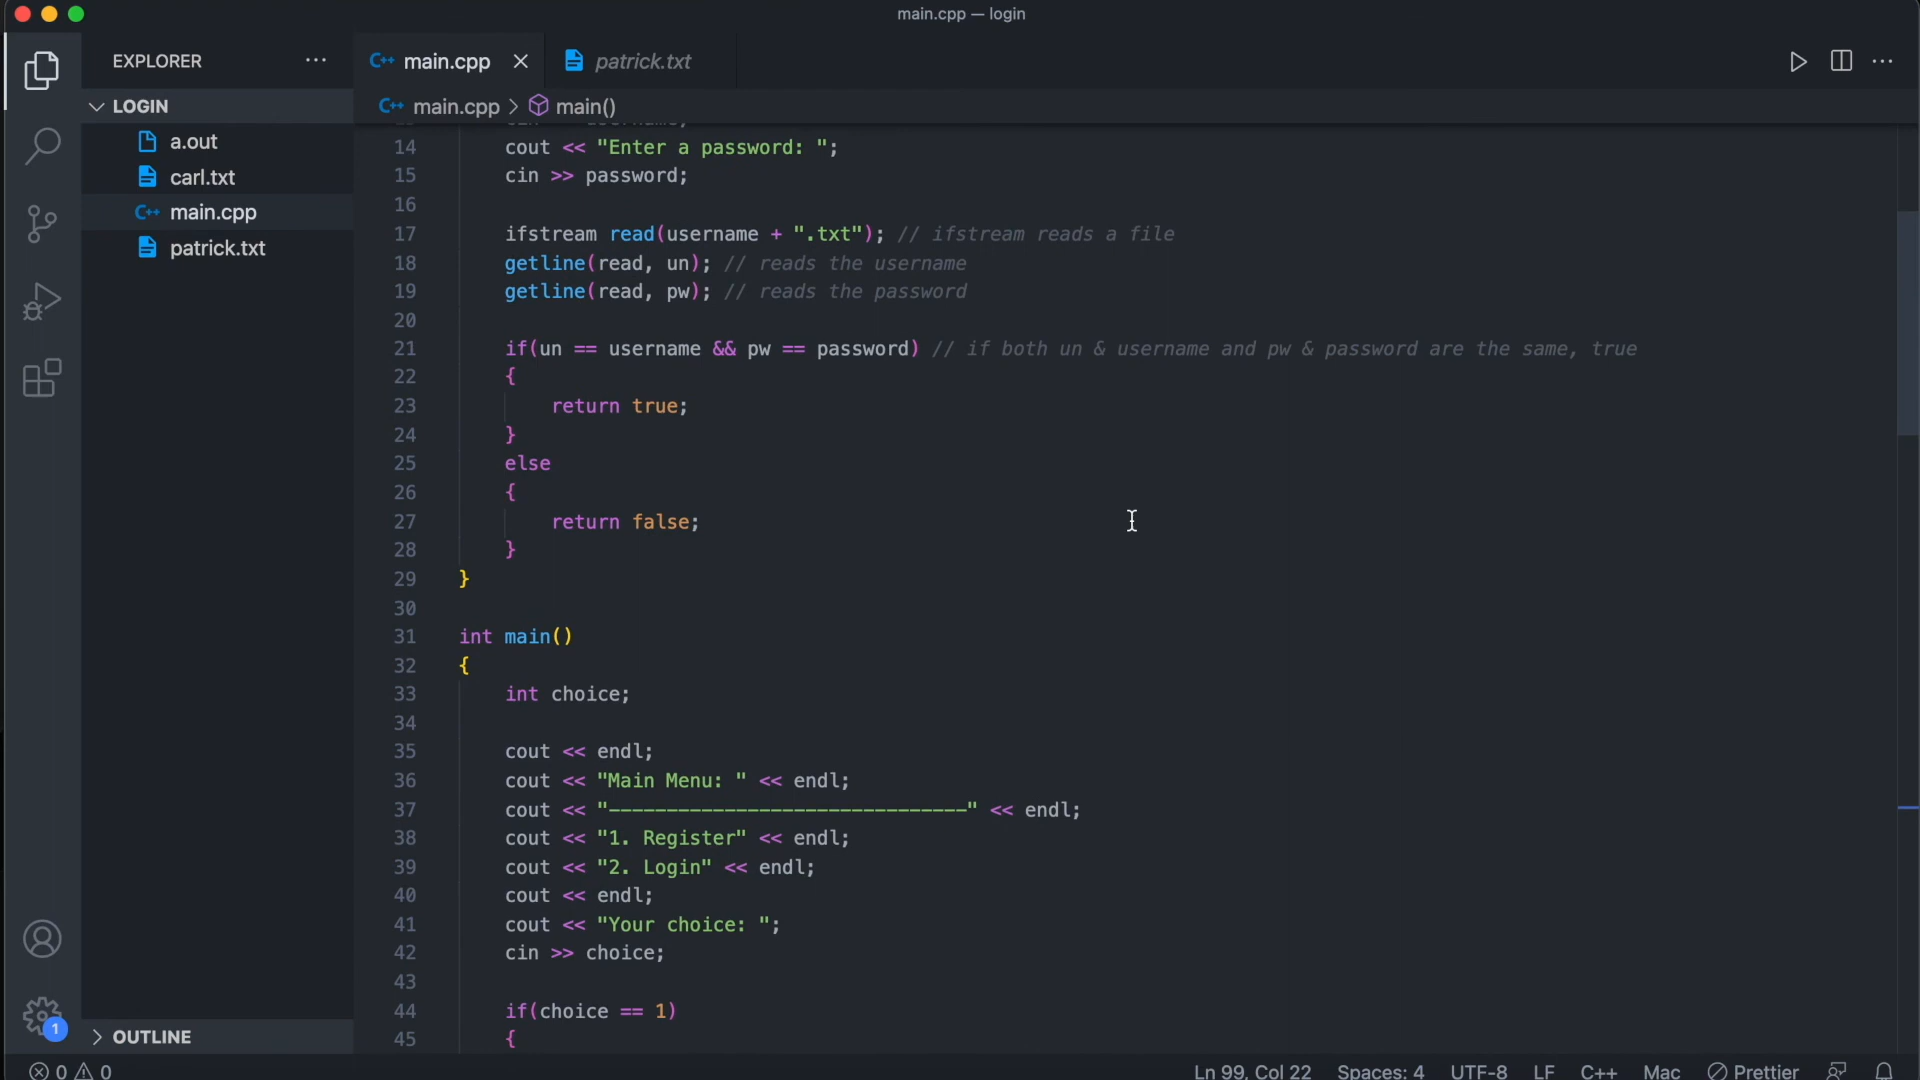 main.cpp — login
EXPLORER
main.cpp
patrick.txt
LOGIN
main.cpp > main()
a.out
carl.txt
main.cpp
patrick.txt
14 cout << "Enter a password: ";
15 cin >> password;
16
17 ifstream read(username + ".txt"); // ifstream reads a file
18 getline(read, un); // reads the username
19 getline(read, pw); // reads the password
20
21 if(un == username && pw == password) // if both un & username and pw & password are the same, true
22 {
23 return true;
24 }
25 else
26 {
27 return false;
28 }
29 }
30
31 int main()
32 {
33 int choice;
34
35 cout << endl;
36 cout << "Main Menu: " << endl;
37 cout << "-------------------------------" << endl;
38 cout << "1. Register" << endl;
39 cout << "2. Login" << endl;
40 cout << endl;
41 cout << "Your choice: ";
42 cin >> choice;
43
44 if(choice == 1)
45 {
1
OUTLINE
0 0
Ln 99, Col 22 Spaces: 4 UTF-8 LF C++ Mac Prettier